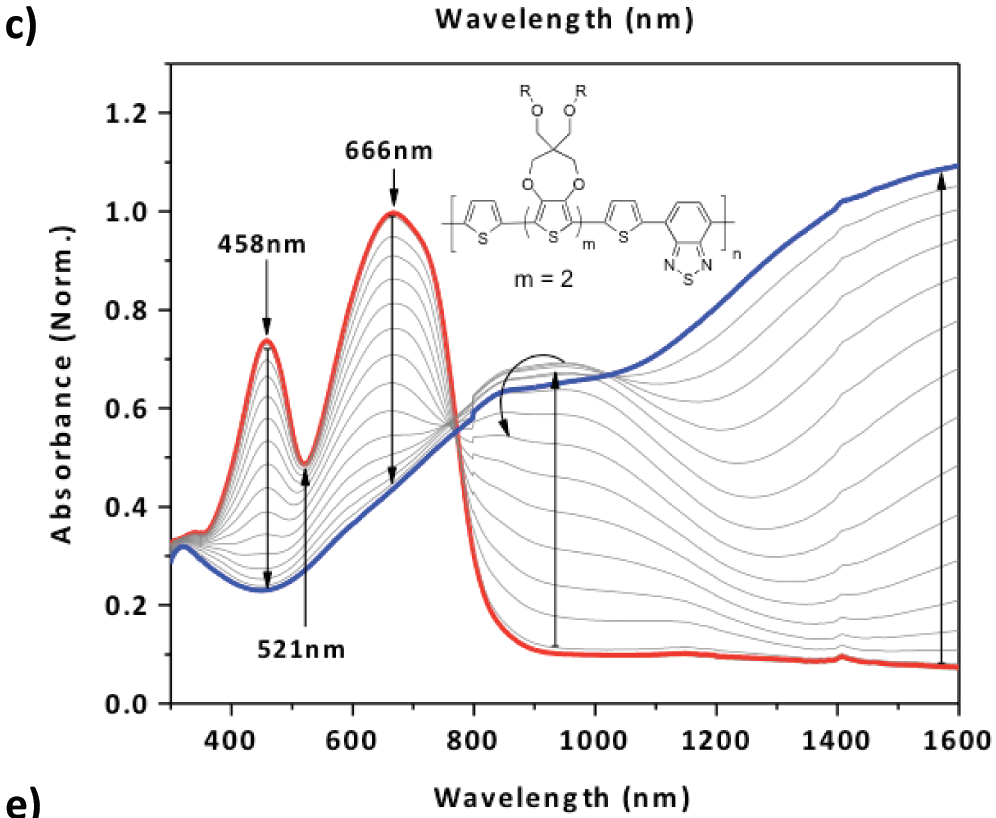 c)
Wavelength (nm)
Absorbance (Norm.)
1.2
1.0
0.8
0.6
0.4
0.2
0.0
458nm
666nm
521nm
R R
O O
O O
S ( S ) m S N S N n
m = 2
400 600 800 1000 1200 1400 1600
Wavelength (nm)
e)